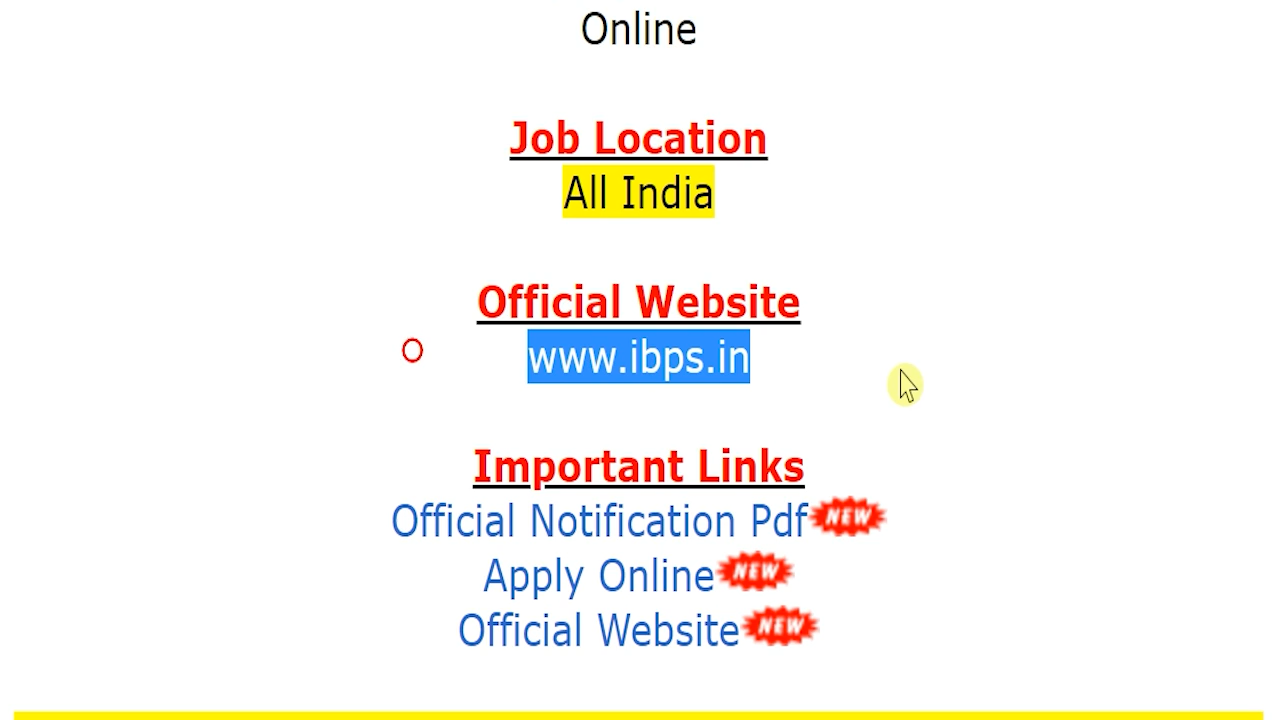 Online
Job Location
All India
Official Website
www.ibps.in
Important Links
Official Notification Pdf NEW
Apply Online NEW
Official Website NEW